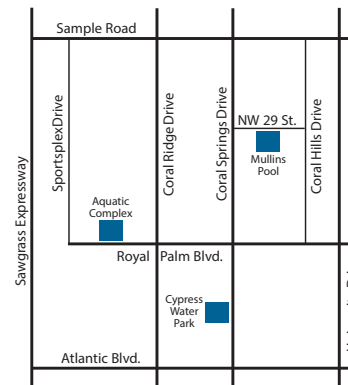 Sample Road
Sawgrass Expressway
SportsplexDrive
Coral Ridge Drive
Coral Springs Drive
NW 29 St.
Coral Hills Drive
Mullins
Pool
Aquatic
Complex
Royal Palm Blvd.
Cypress
Water
Park
Atlantic Blvd.